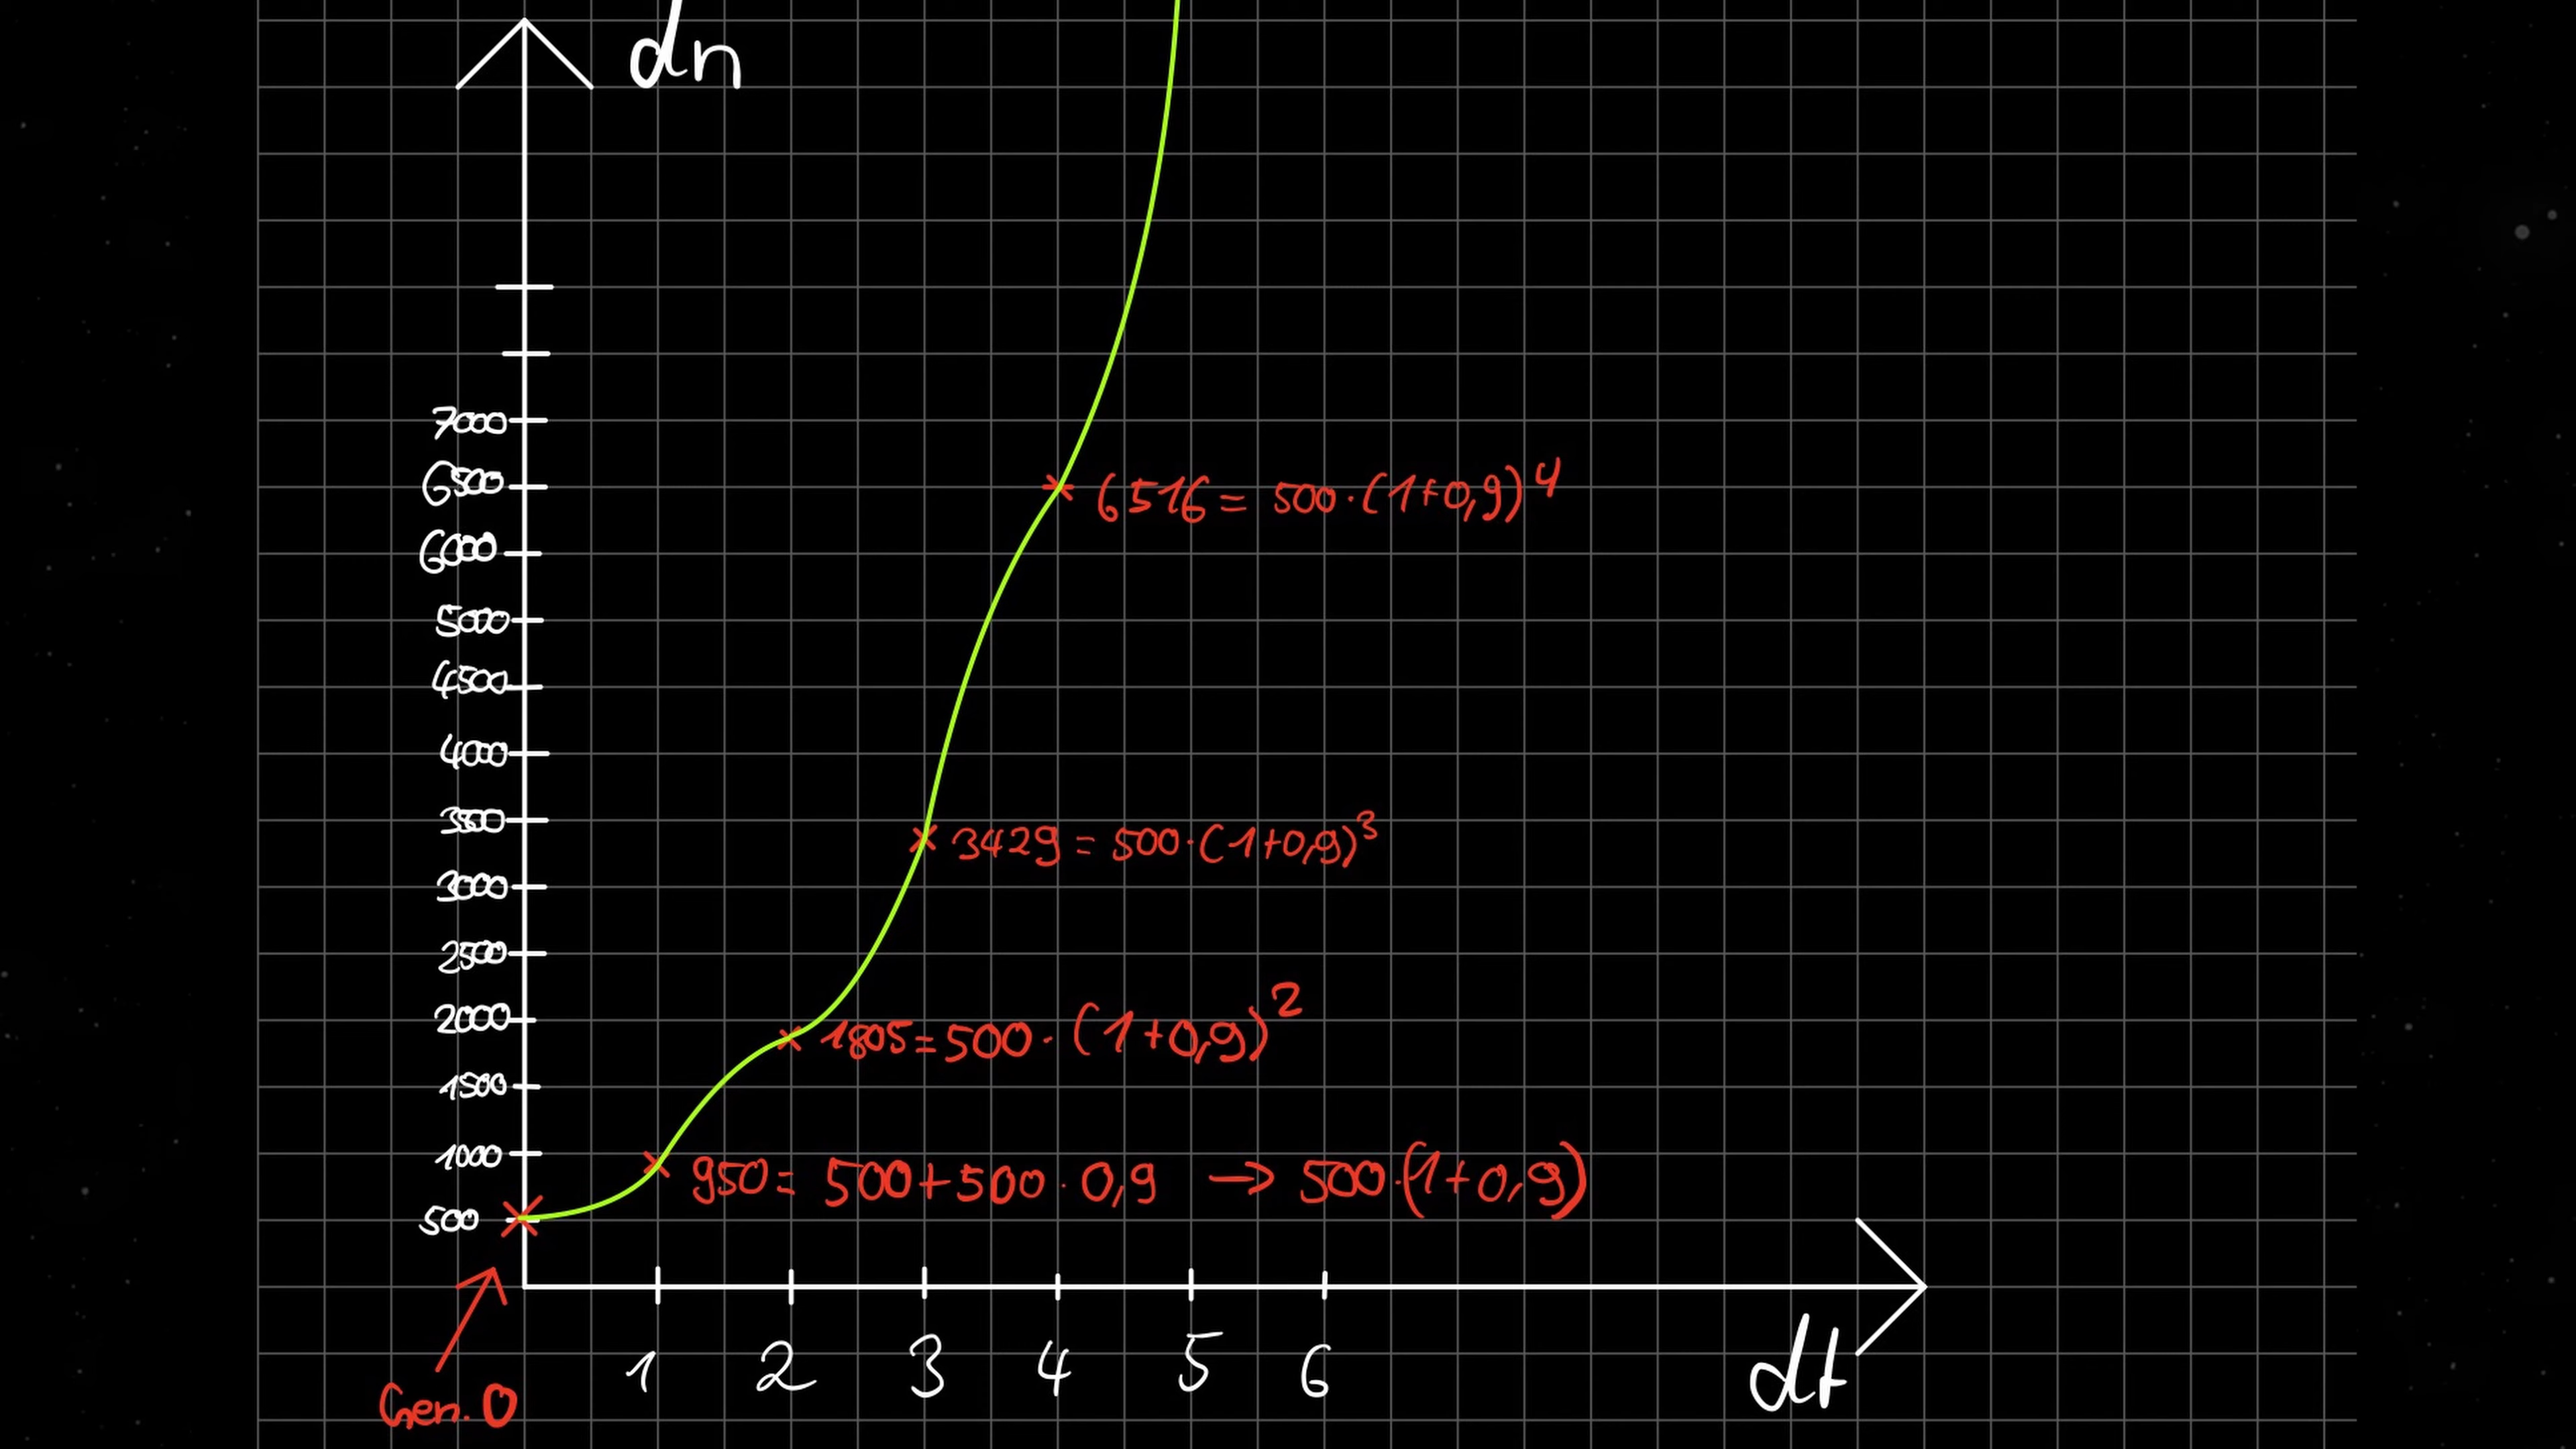 dn
7000
6500
6516 = 500·(1+0,9)⁴
6000
5000
4500
4000
3500
3429 = 500·(1+0,9)³
3000
2500
2000
1805=500·(1+0,9)²
1500
1000
950= 500+500·0,9 → 500·(1+0,9)
500
1 2 3 4 5 6
dt
Gen. 0